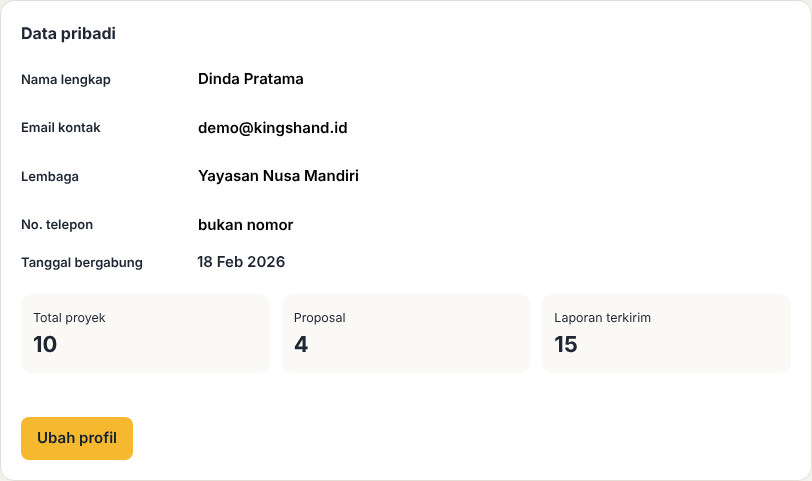 Data pribadi
Nama lengkap Dinda Pratama
Email kontak demo@kingshand.id
Lembaga Yayasan Nusa Mandiri
No. telepon bukan nomor
Tanggal bergabung 18 Feb 2026
Total proyek Proposal Laporan terkirim
10 4 15
Ubah profil